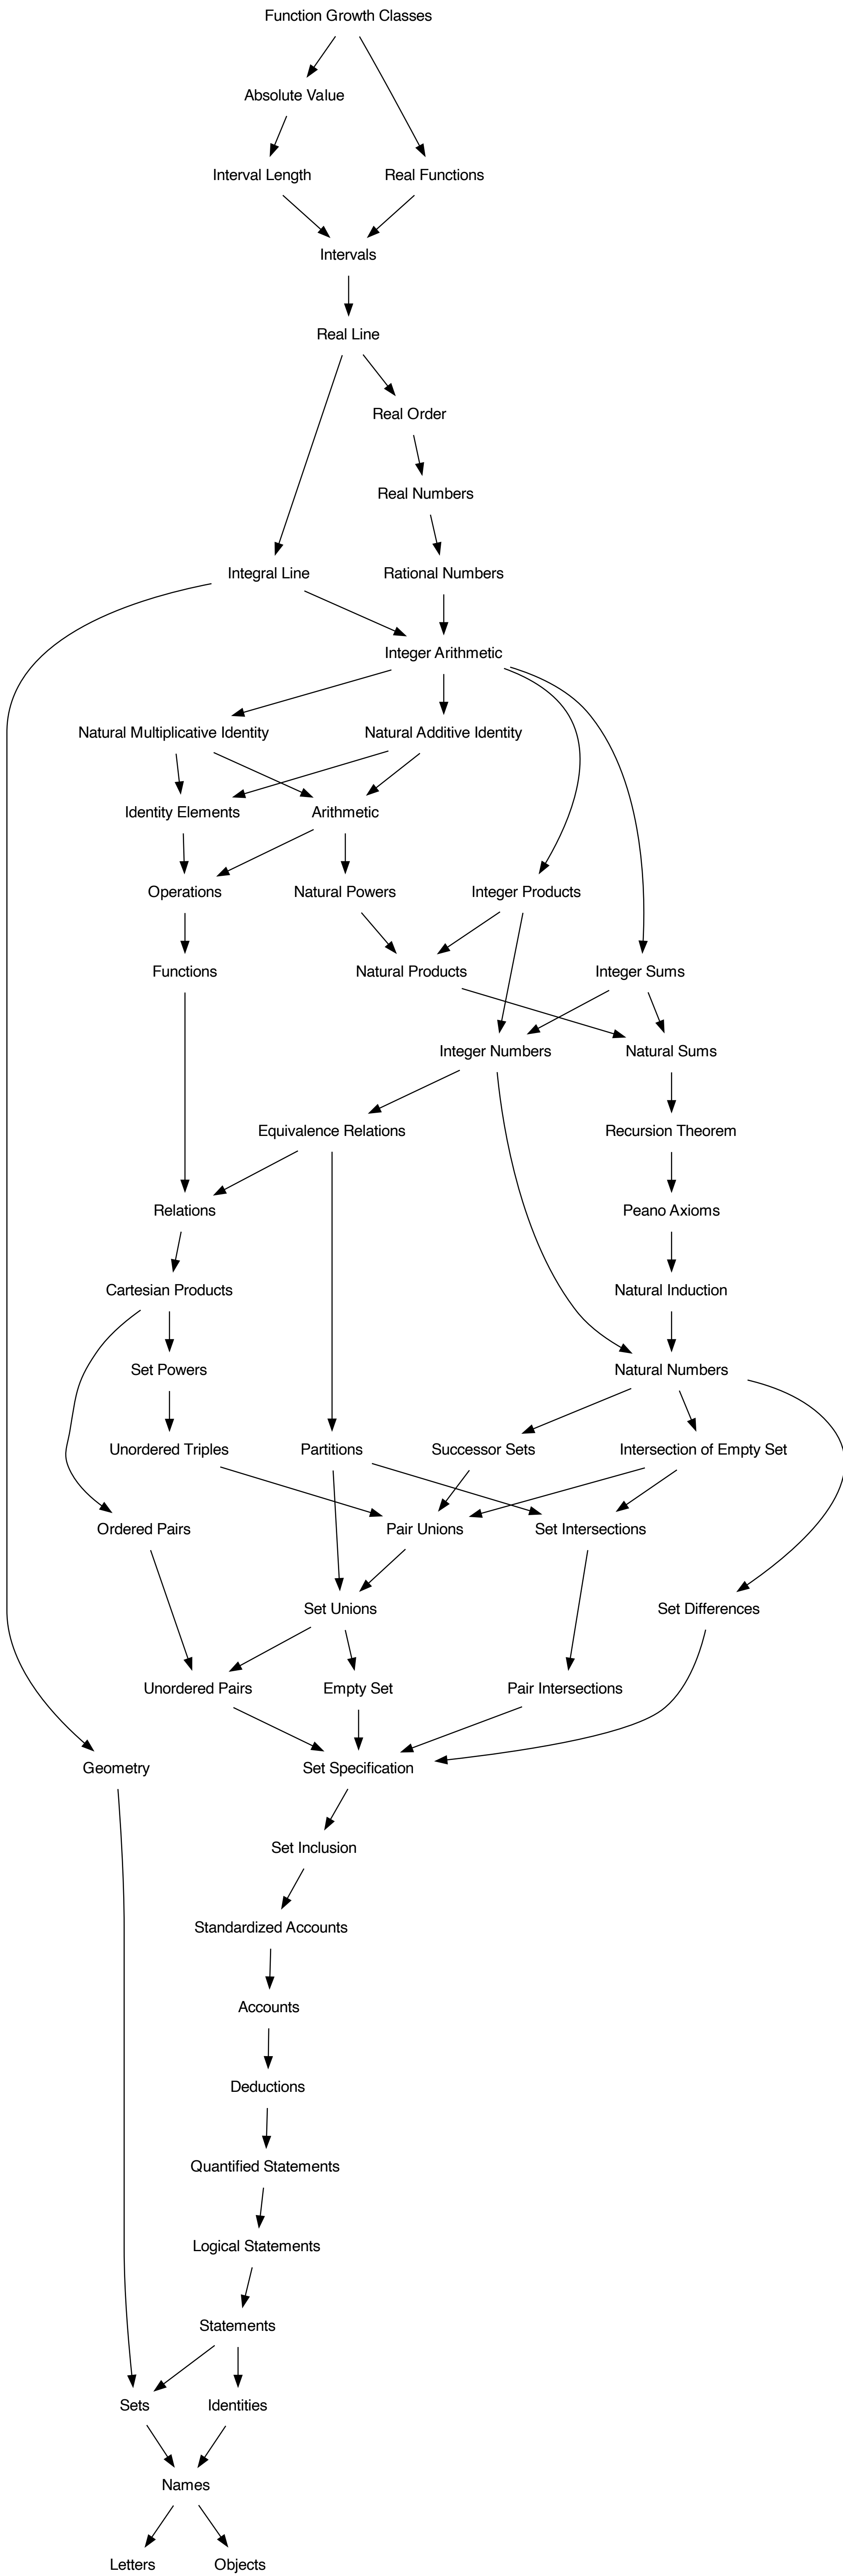 Function Growth Classes
Absolute Value
Interval Length
Real Functions
Intervals
Real Line
Real Order
Real Numbers
Integral Line
Rational Numbers
Integer Arithmetic
Natural Multiplicative Identity
Natural Additive Identity
Identity Elements
Arithmetic
Operations
Natural Powers
Integer Products
Functions
Natural Products
Integer Sums
Integer Numbers
Natural Sums
Equivalence Relations
Recursion Theorem
Relations
Peano Axioms
Cartesian Products
Natural Induction
Set Powers
Natural Numbers
Unordered Triples
Partitions
Successor Sets
Intersection of Empty Set
Ordered Pairs
Pair Unions
Set Intersections
Set Unions
Set Differences
Unordered Pairs
Empty Set
Pair Intersections
Geometry
Set Specification
Set Inclusion
Standardized Accounts
Accounts
Deductions
Quantified Statements
Logical Statements
Statements
Sets
Identities
Names
Letters
Objects